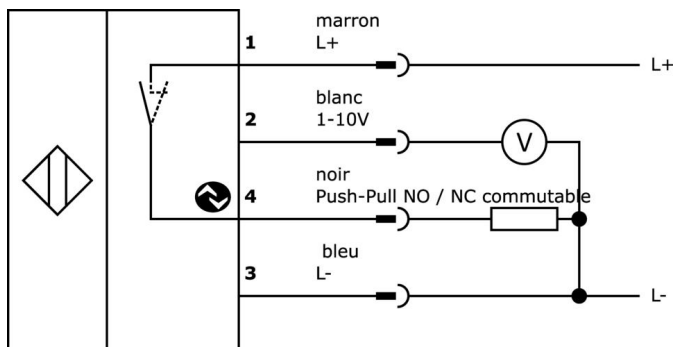 marron
1 L+
L+
blanc
2 1-10V
V
noir
4 Push-Pull NO / NC commutable
bleu
3 L-
L-